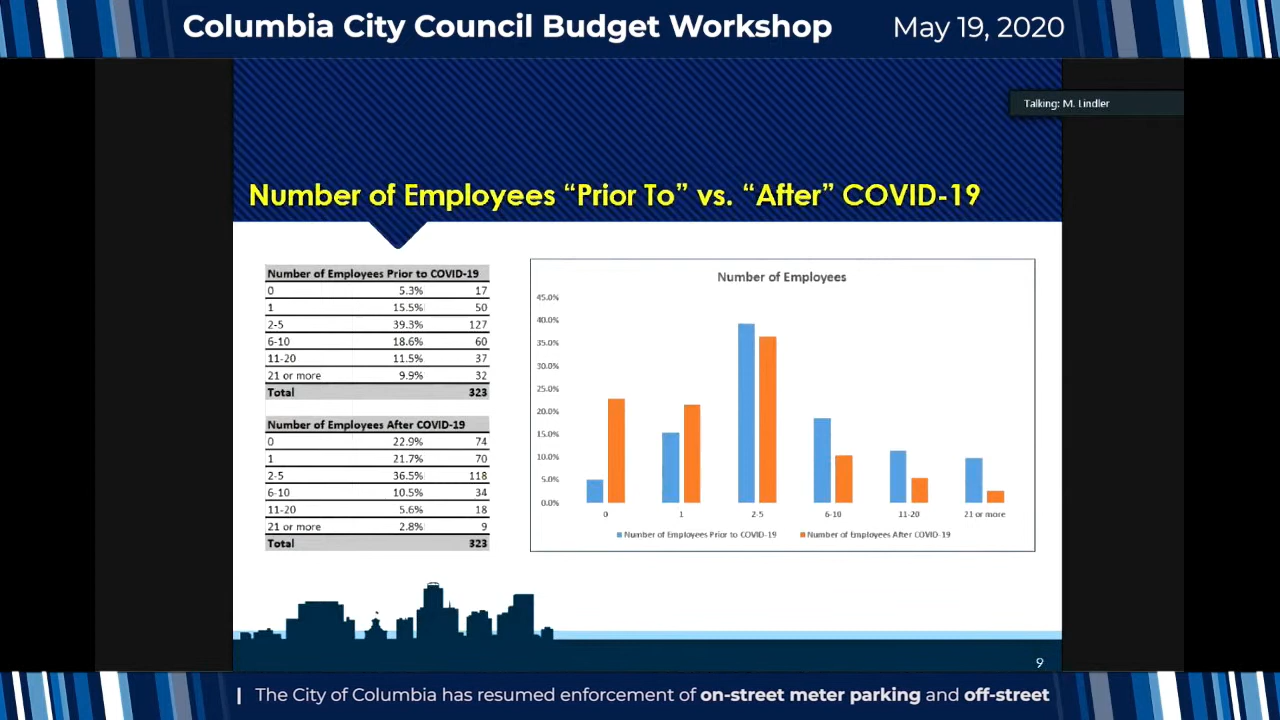 Columbia City Council Budget Workshop May 19, 2020
Talking: M. Lindler
Number of Employees “Prior To” vs. “After” COVID-19
Number of Employees Prior to COVID-19
0 5.3% 17
1 15.5% 50
2-5 39.3% 127
6-10 18.6% 60
11-20 11.5% 37
21 or more 9.9% 32
Total 323
Number of Employees After COVID-19
0 22.9% 74
1 21.7% 70
2-5 36.5% 118
6-10 10.5% 34
11-20 5.6% 18
21 or more 2.8% 9
Total 323
Number of Employees
45.0%
40.0%
35.0%
30.0%
25.0%
20.0%
15.0%
10.0%
5.0%
0.0%
0 1 2-5 6-10 11-20 21 or more
Number of Employees Prior to COVID-19 Number of Employees After COVID-19
9
| The City of Columbia has resumed enforcement of on-street meter parking and off-street